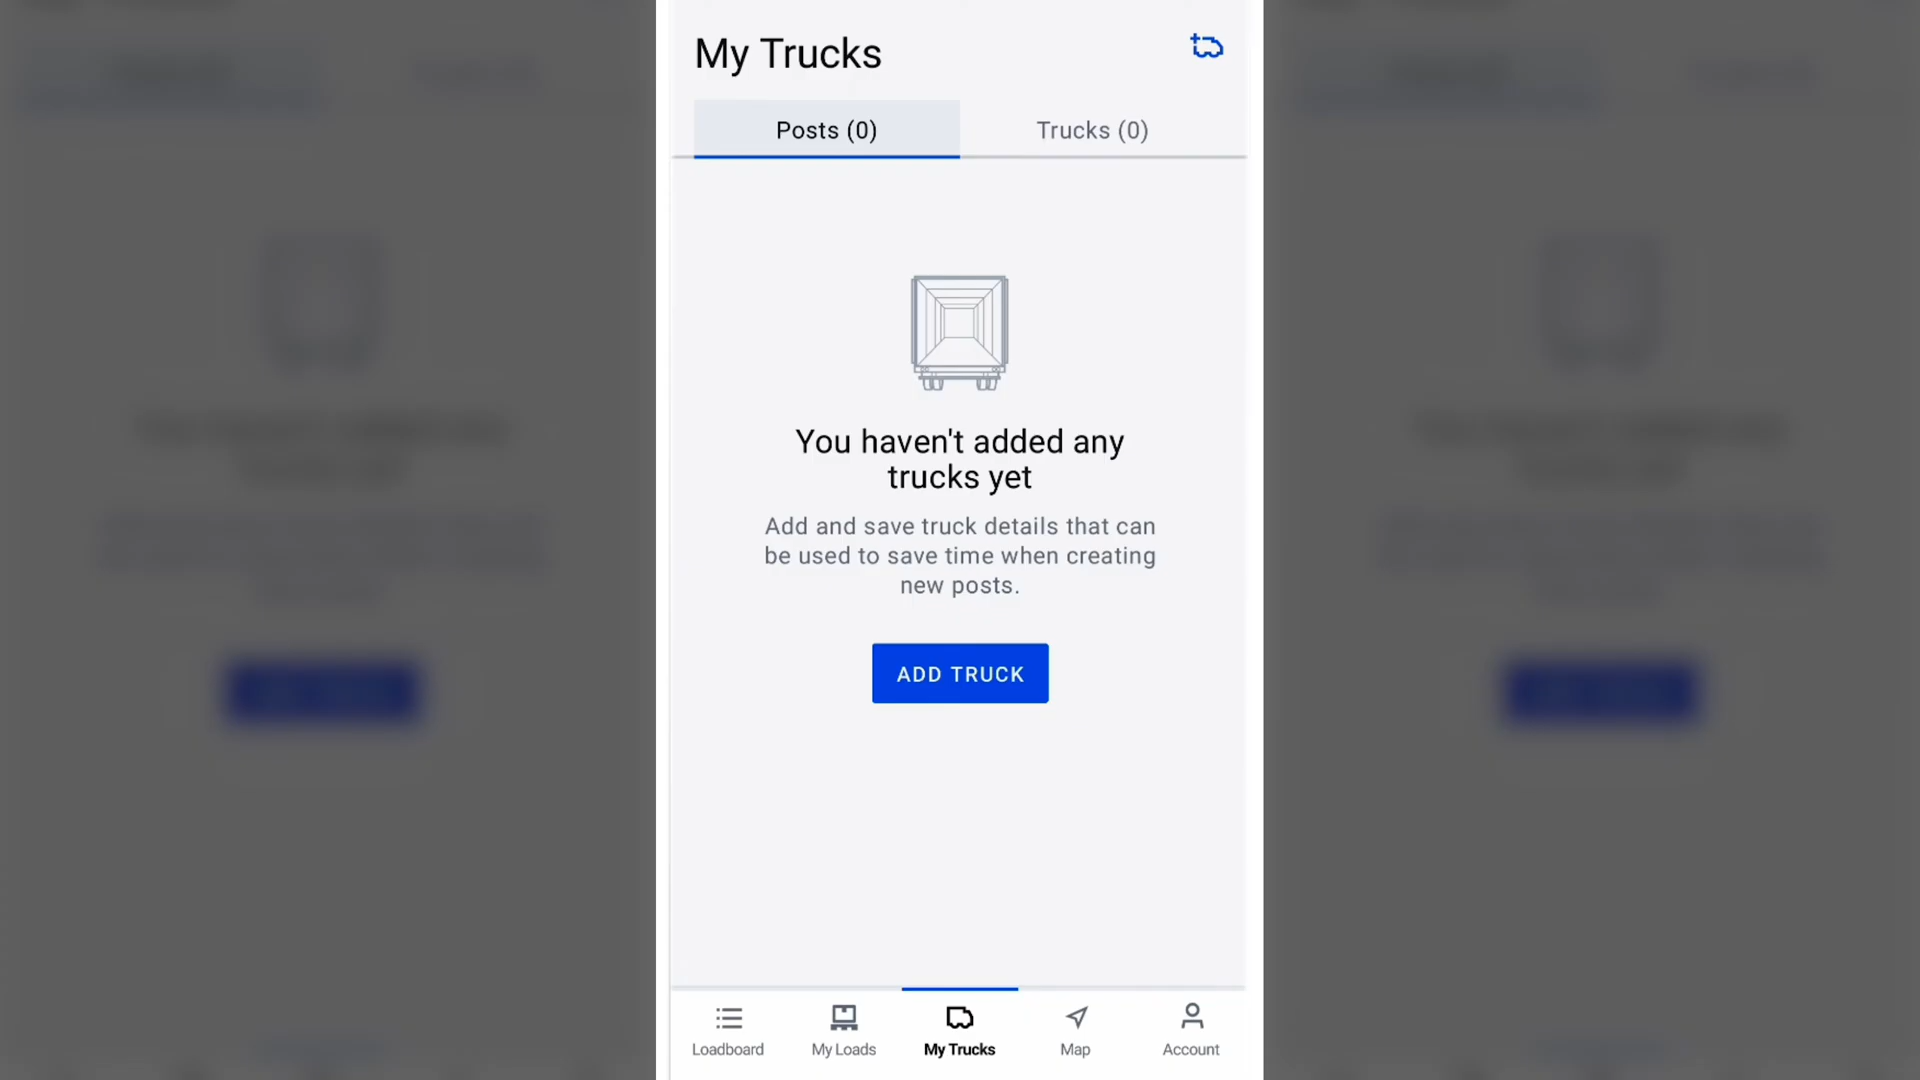 My Trucks
Posts (0)
Trucks (0)
You haven't added any
trucks yet
Add and save truck details that can
be used to save time when creating
new posts.
ADD TRUCK
Loadboard
My Loads
My Trucks
Map
Account